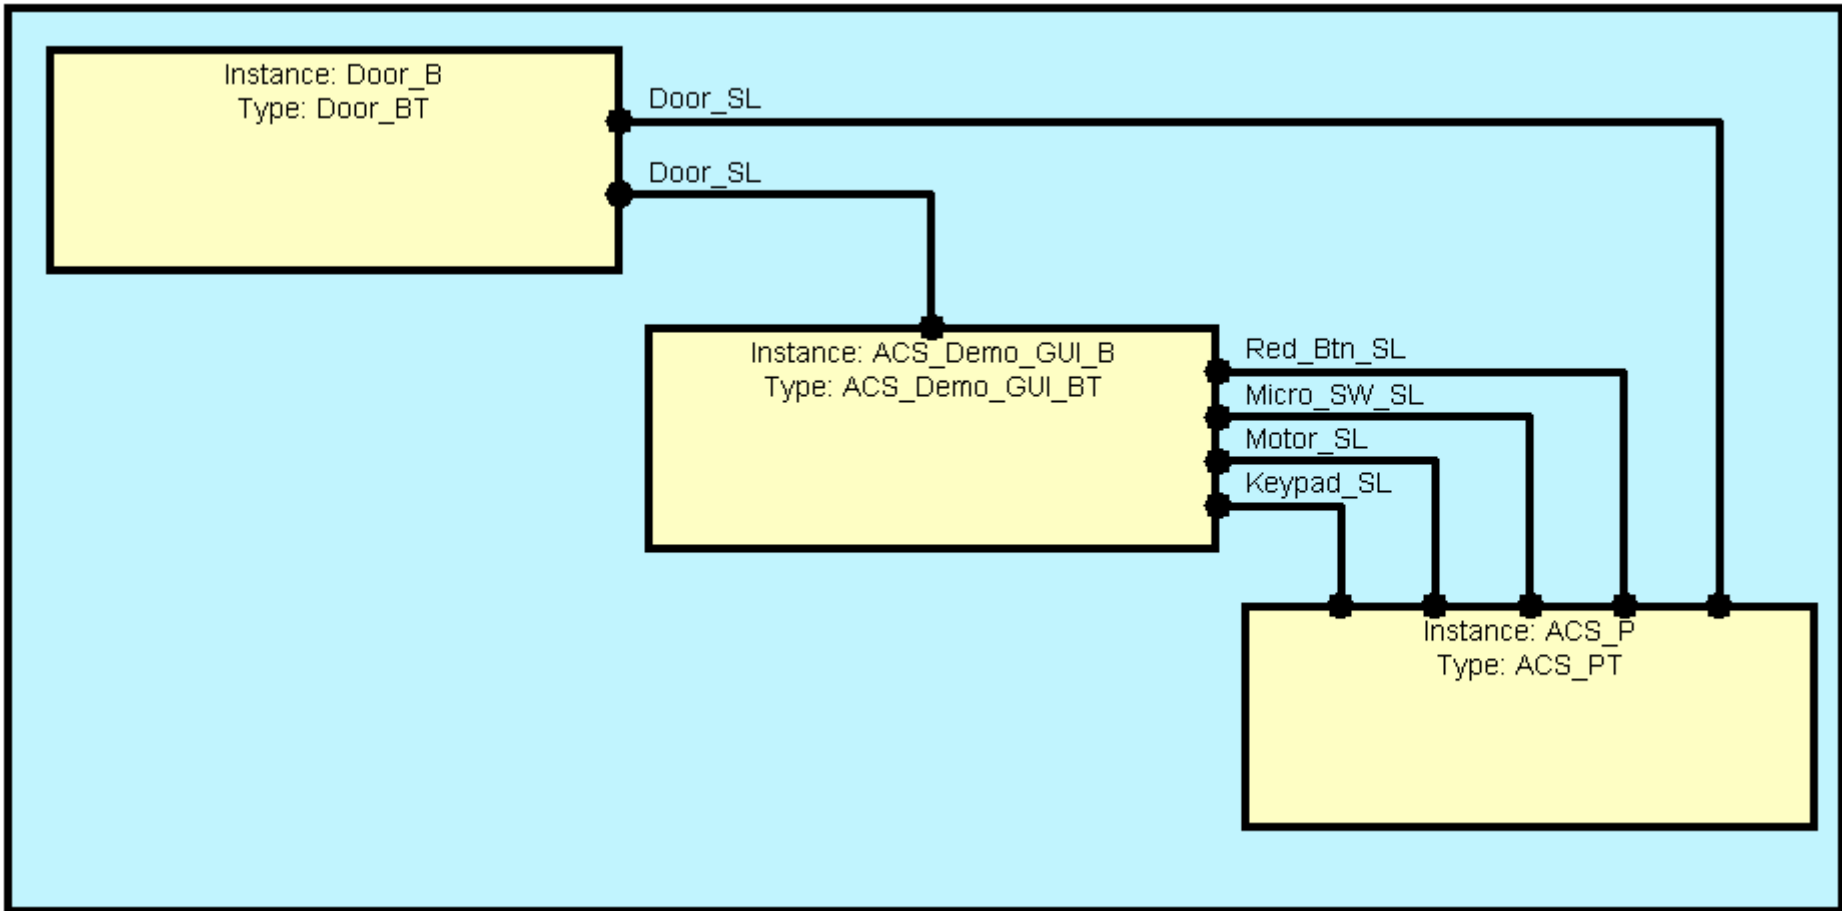 Instance: Door_B
Type: Door_BT
Door_SL
Door_SL
Instance: ACS_Demo_GUI_B
Type: ACS_Demo_GUI_BT
Red_Btn_SL
Micro_SW_SL
Motor_SL
Keypad_SL
Instance: ACS_P
Type: ACS_PT